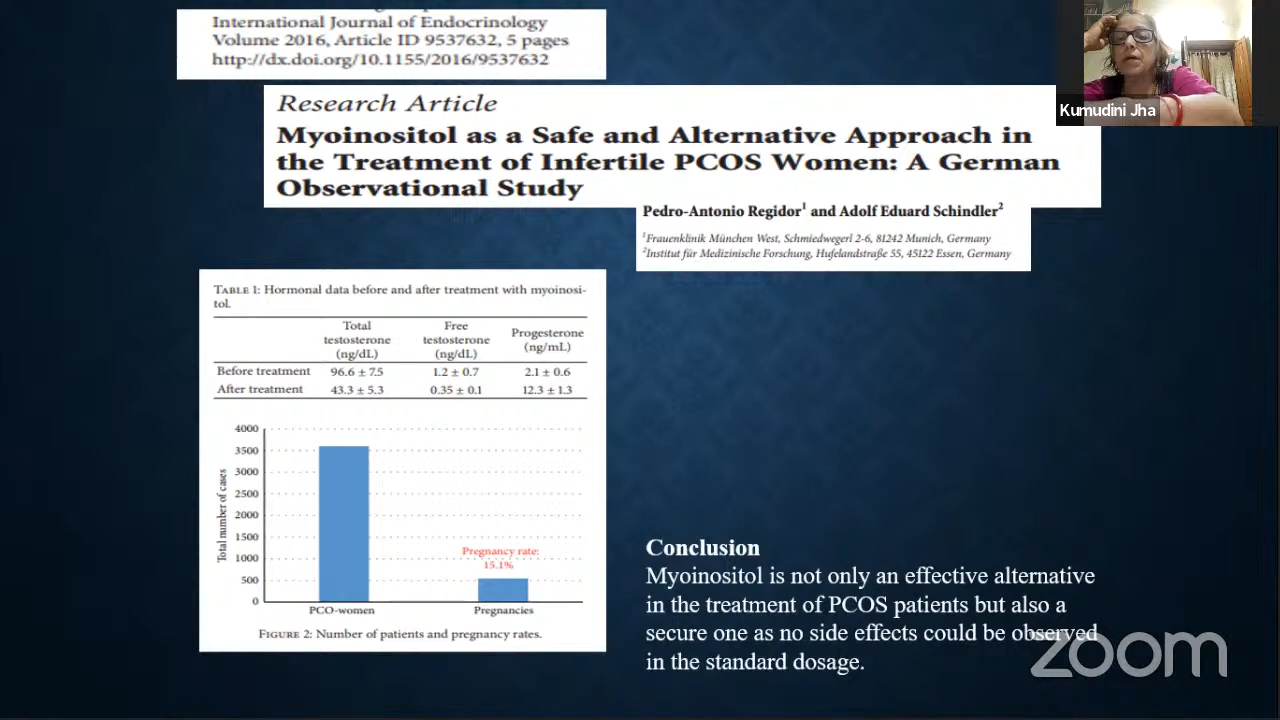 International Journal of Endocrinology
Volume 2016, Article ID 9537632, 5 pages
http://dx.doi.org/10.1155/2016/9537632
Kumudini Jha
Research Article
Myoinositol as a Safe and Alternative Approach in
the Treatment of Infertile PCOS Women: A German
Observational Study
Pedro-Antonio Regidor1 and Adolf Eduard Schindler2
1Frauenklinik München West, Schmiedwegerl 2-6, 81242 Munich, Germany
2Institut für Medizinische Forschung, Hufelandstraße 55, 45122 Essen, Germany
TABLE 1: Hormonal data before and after treatment with myoinosi-
tol.
Total testosterone (ng/dL) Free testosterone (ng/dL) Progesterone (ng/mL)
Before treatment 96.6 ± 7.5 1.2 ± 0.7 2.1 ± 0.6
After treatment 43.3 ± 5.3 0.35 ± 0.1 12.3 ± 1.3
Total number of cases
4000
3500
3000
2500
2000
1500
1000
500
0
Pregnancy rate:
15.1%
PCO-women Pregnancies
FIGURE 2: Number of patients and pregnancy rates.
Conclusion
Myoinositol is not only an effective alternative
in the treatment of PCOS patients but also a
secure one as no side effects could be observed
in the standard dosage.
zoom